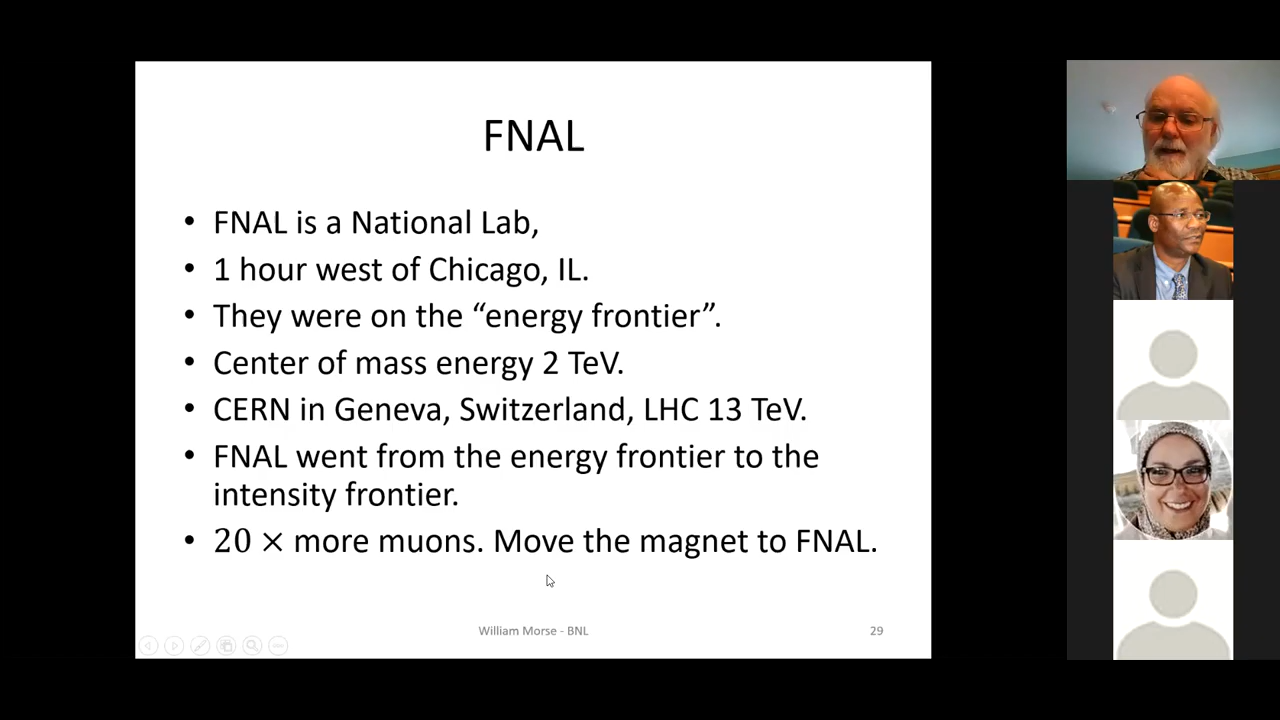 FNAL
• FNAL is a National Lab,
• 1 hour west of Chicago, IL.
• They were on the “energy frontier”.
• Center of mass energy 2 TeV.
• CERN in Geneva, Switzerland, LHC 13 TeV.
• FNAL went from the energy frontier to the
intensity frontier.
• 20 × more muons. Move the magnet to FNAL.
William Morse - BNL
29